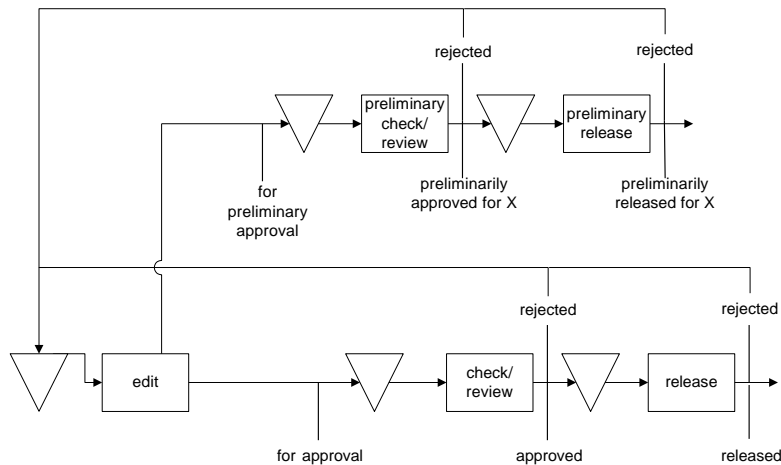 rejected
rejected
preliminary
check/
review
preliminary
release
for
preliminary
approval
preliminarily
approved for X
preliminarily
released for X
rejected
rejected
edit
check/
review
release
for approval
approved
released